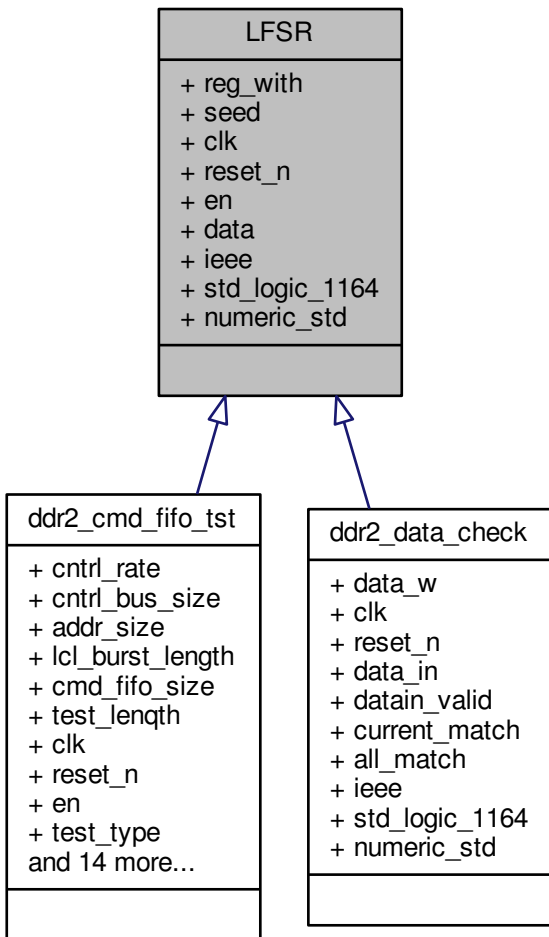 LFSR
+ reg_with
+ seed
+ clk
+ reset_n
+ en
+ data
+ ieee
+ std_logic_1164
+ numeric_std
ddr2_cmd_fifo_tst
+ cntrl_rate
+ cntrl_bus_size
+ addr_size
+ lcl_burst_length
+ cmd_fifo_size
+ test_lenqth
+ clk
+ reset_n
+ en
+ test_type
and 14 more...
ddr2_data_check
+ data_w
+ clk
+ reset_n
+ data_in
+ datain_valid
+ current_match
+ all_match
+ ieee
+ std_logic_1164
+ numeric_std